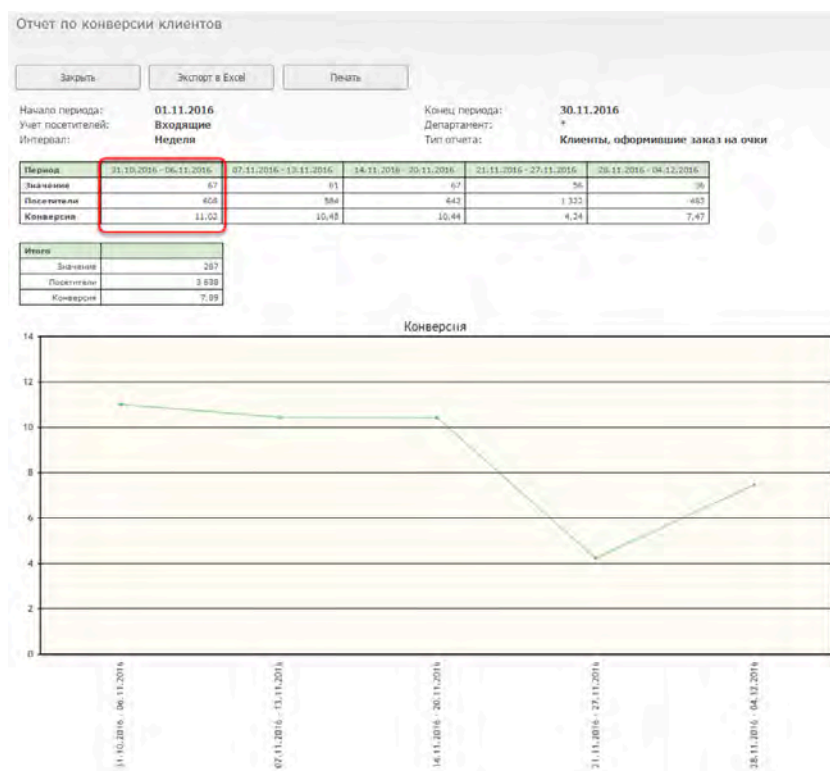 Отчет по конверсии клиентов
Закрыть Экспорт в Excel Печать
Начало периода: 01.11.2016 Конец периода: 30.11.2016
Учет посетителей: Входящие Департамент: *
Интервал: Неделя Тип отчета: Клиенты, оформившие заказ на очки
Период 31.10.2016 - 06.11.2016 07.11.2016 - 13.11.2016 14.11.2016 - 20.11.2016 21.11.2016 - 27.11.2016 28.11.2016 - 04.12.2016
Значение 67 61 67 56 36
Посетители 608 584 642 1 322 482
Конверсия 11,02 10,45 10,44 4,24 7,47
Итого
Значение 287
Посетители 3 638
Конверсия 7,89
Конверсия
14
12
10
8
6
4
2
0
31.10.2016 - 06.11.2016
07.11.2016 - 13.11.2016
14.11.2016 - 20.11.2016
21.11.2016 - 27.11.2016
28.11.2016 - 04.12.2016